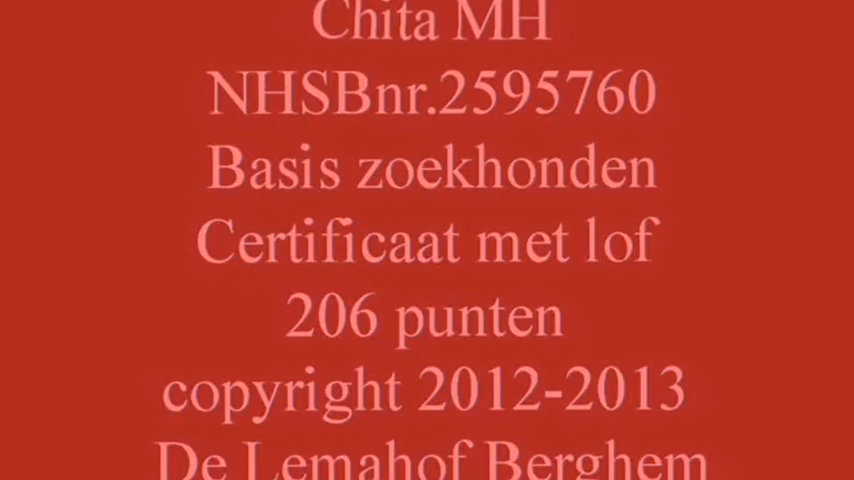 Chita MH
NHSBnr.2595760
Basis zoekhonden
Certificaat met lof
206 punten
copyright 2012-2013
De Lemahof Berghem